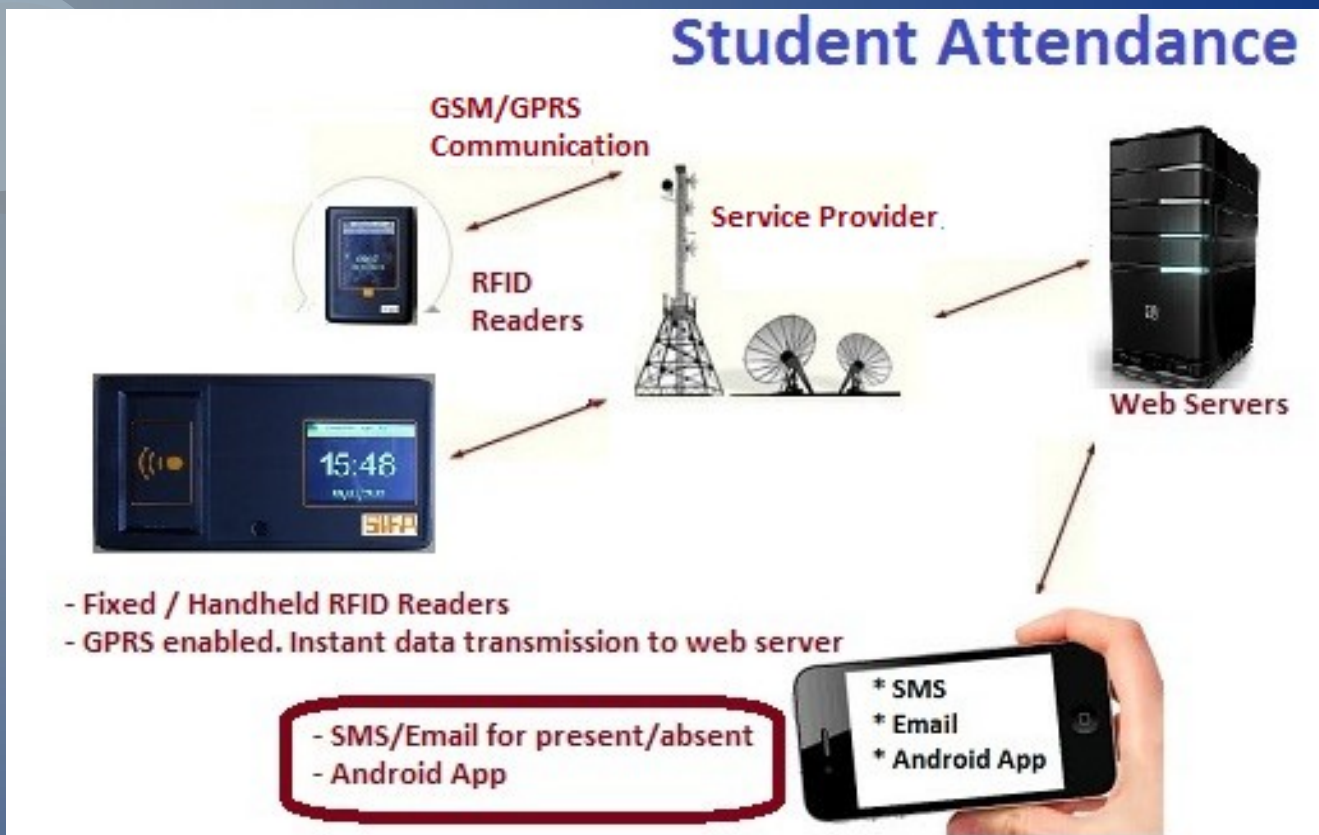 Student Attendance
GSM/GPRS
Communication
Service Provider
RFID
Readers
Web Servers
15:48
- Fixed / Handheld RFID Readers
- GPRS enabled. Instant data transmission to web server
- SMS/Email for present/absent
- Android App
* SMS
* Email
* Android App